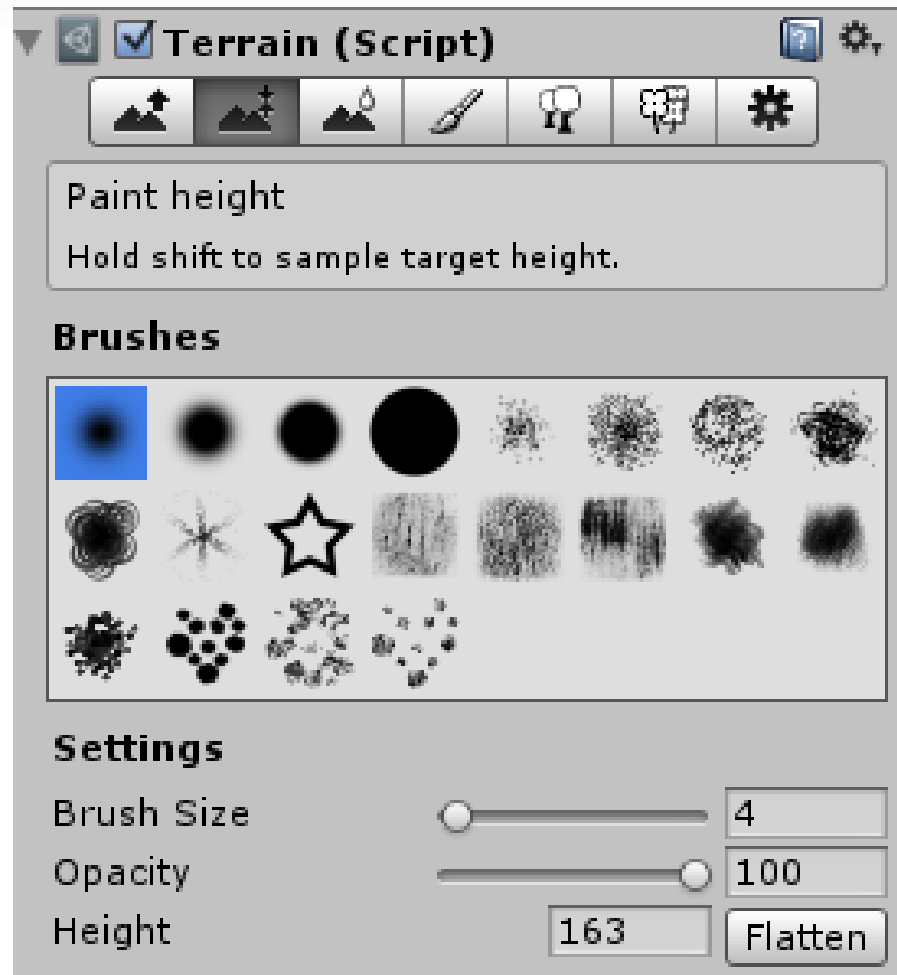 Terrain (Script)
Paint height
Hold shift to sample target height.
Brushes
Settings
Brush Size 4
Opacity 100
Height 163 Flatten